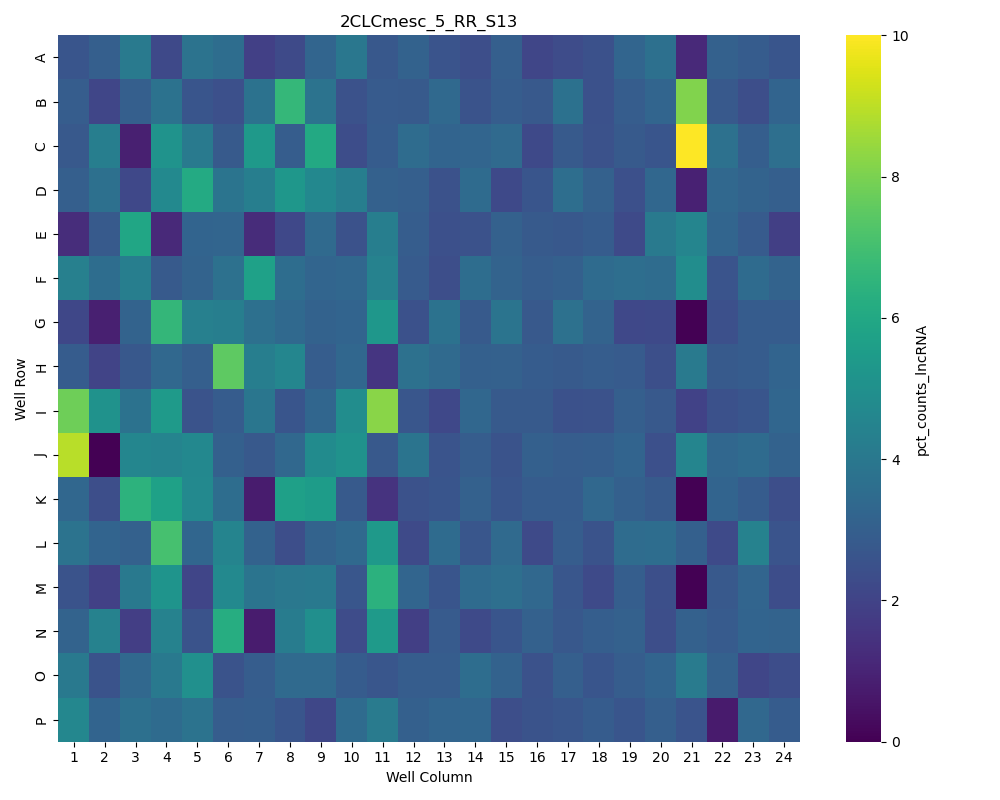 2CLCmesc_5_RR_S13
A
B
C
D
E
F
G
H
I
J
K
L
M
N
O
P
Well Row
1 2 3 4 5 6 7 8 9 10 11 12 13 14 15 16 17 18 19 20 21 22 23 24
Well Column
10
8
6
4
2
0
pct_counts_lncRNA